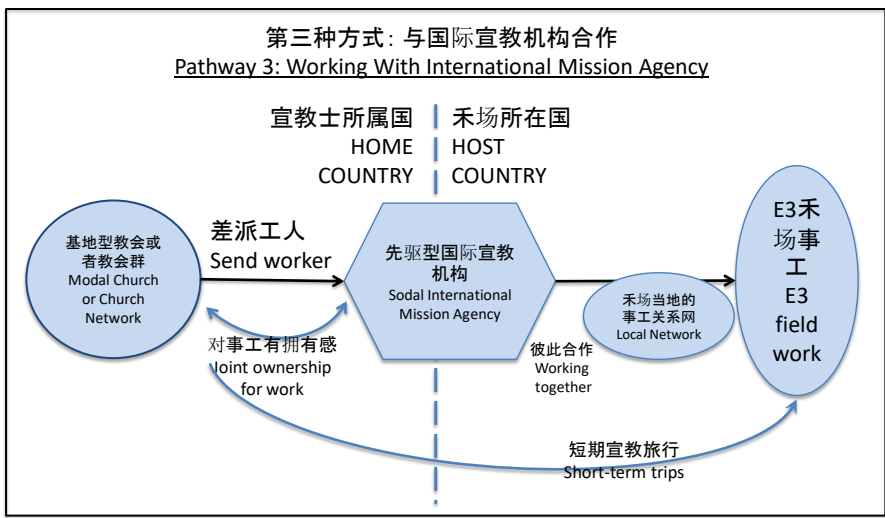 第三种方式：与国际宣教机构合作
Pathway 3: Working With International Mission Agency
宣教士所属国
HOME
COUNTRY
禾场所在国
HOST
COUNTRY
基地型教会或
者教会群
Modal Church
or Church
Network
差派工人
Send worker
先驱型国际宣教
机构
Sodal International
Mission Agency
禾场当地的
事工关系网
Local Network
E3禾
场事
工
E3
field
work
对事工有拥有感
Joint ownership
for work
彼此合作
Working
together
短期宣教旅行
Short-term trips